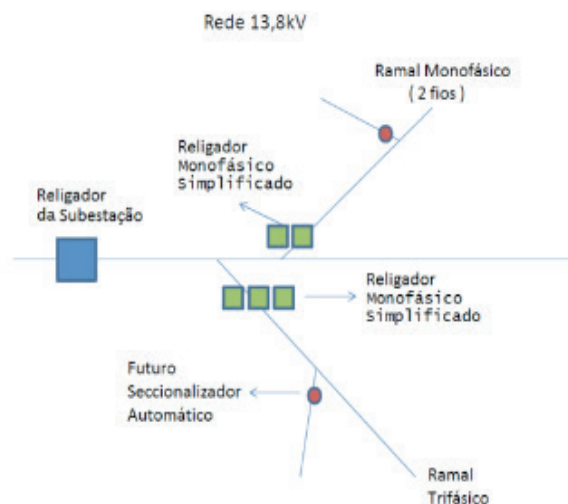 Rede 13,8kV
Ramal Monofásico
( 2 fios )
Religador
Monofásico
Simplificado
Religador
da Subestação
Religador
Monofásico
Simplificado
Futuro
Seccionalizador
Automático
Ramal
Trifásico